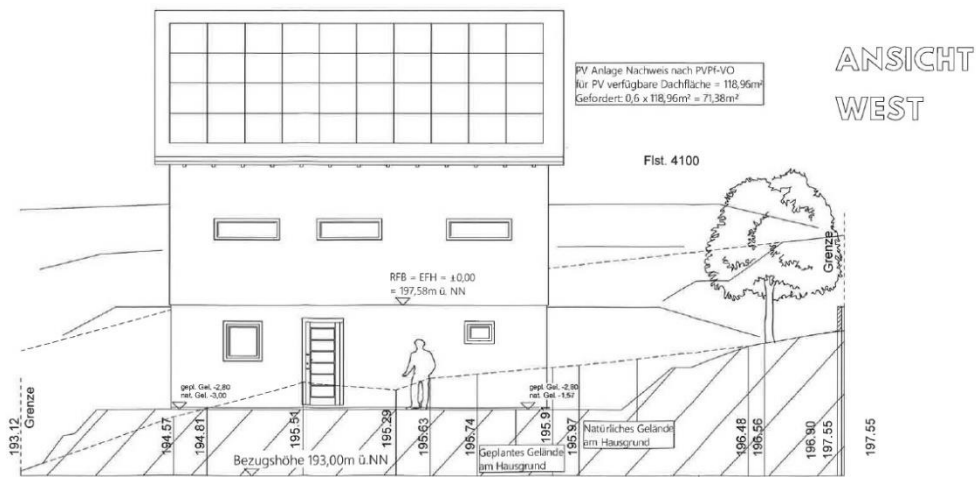 ANSICHT
WEST
PV Anlage Nachweis nach PVPf-VO
für PV verfügbare Dachfläche = 118,96m²
Gefordert: 0,6 x 118,96m² = 71,38m²
Flst. 4100
Grenze
RFB = EFH = ±0,00
= 197,58m ü. NN
gepl. Gel. -2,80
nat. Gel. -3,00
gepl. Gel. -2,80
nat. Gel. -1,57
Grenze
193.12
194.57
194.81
195.51
195.29
195.63
195.74
195.91
195.97
196.48
196.56
196.90
197.55
197.55
Natürliches Gelände
am Hausgrund
Geplantes Gelände
am Hausgrund
Bezugshöhe 193,00m ü.NN